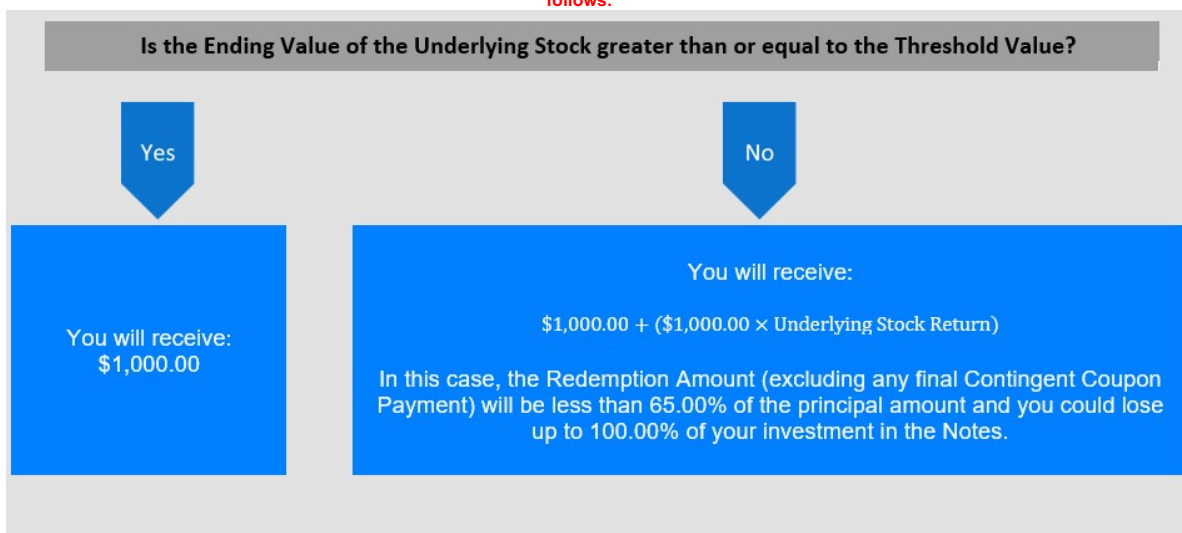 follows:
Is the Ending Value of the Underlying Stock greater than or equal to the Threshold Value?
Yes
No
You will receive:
$1,000.00
You will receive:
$1,000.00 + ($1,000.00 × Underlying Stock Return)
In this case, the Redemption Amount (excluding any final Contingent Coupon
Payment) will be less than 65.00% of the principal amount and you could lose
up to 100.00% of your investment in the Notes.